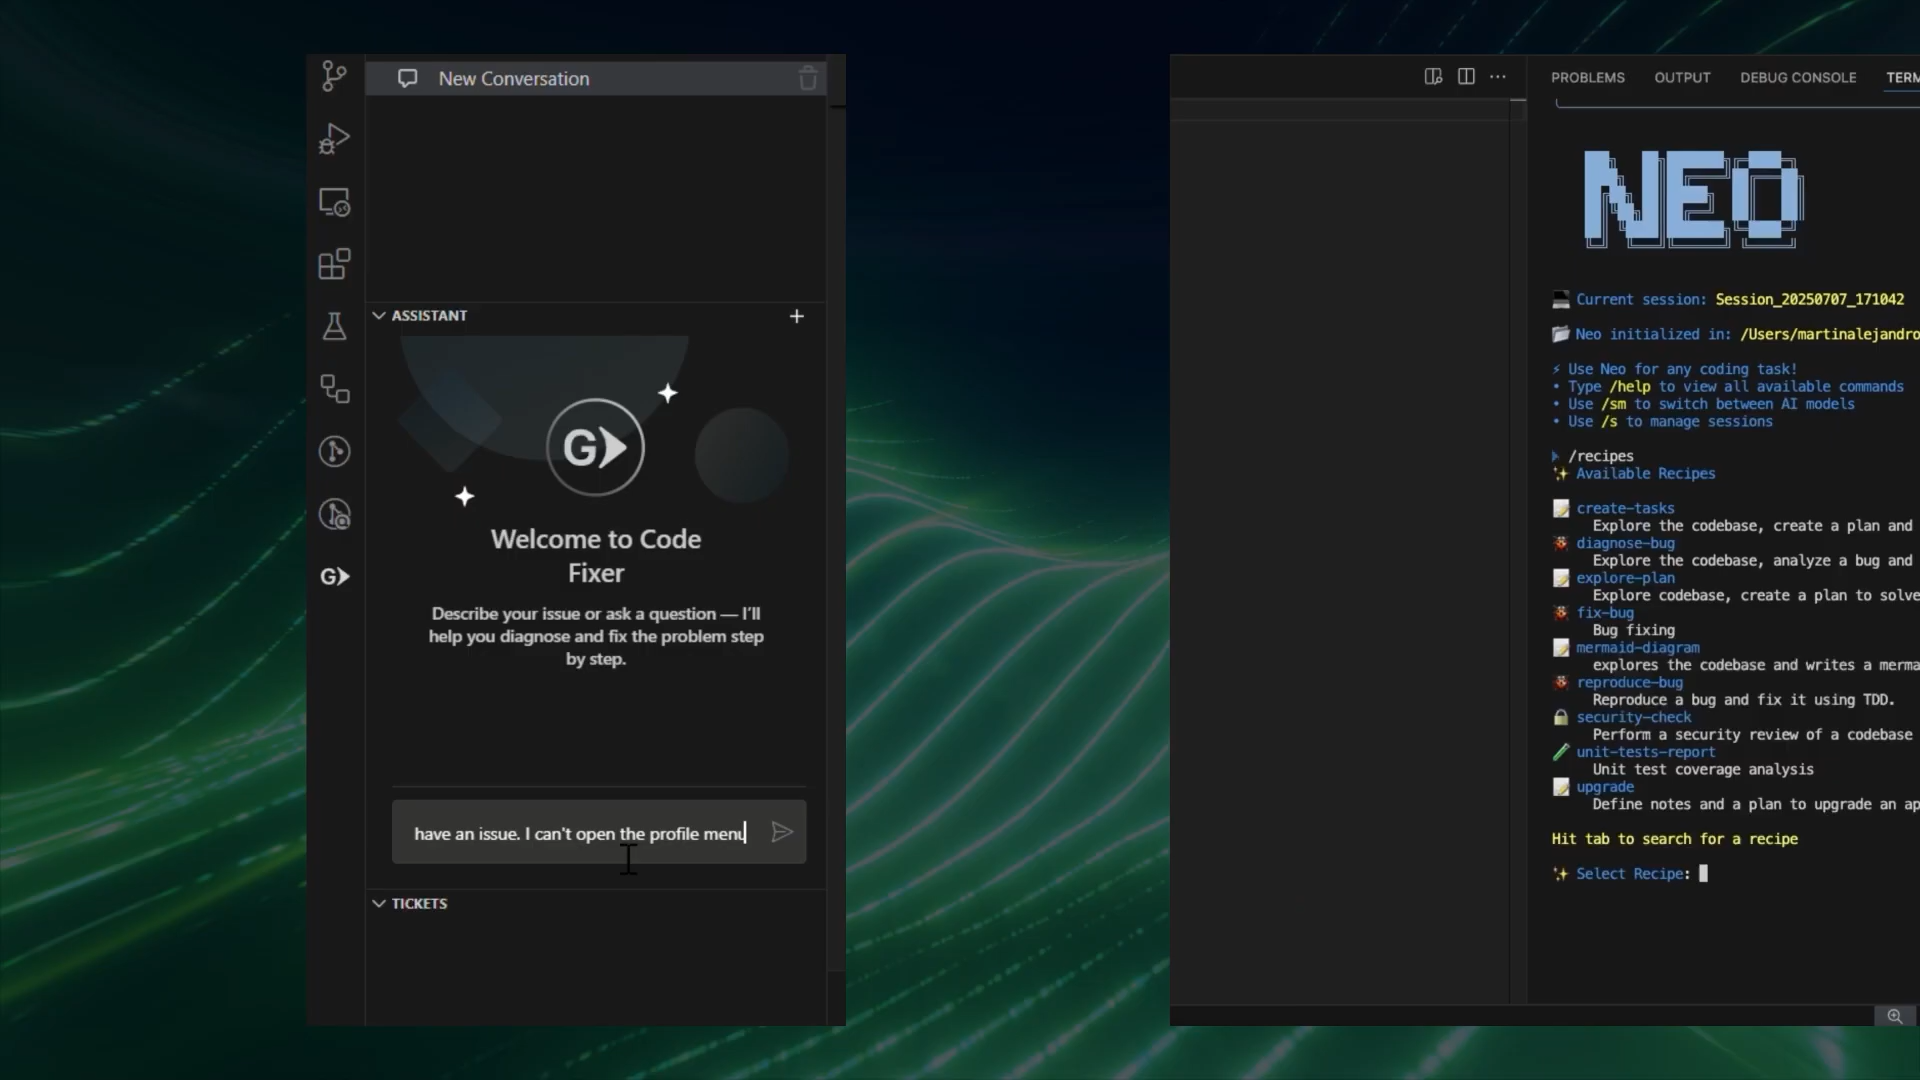 New Conversation
ASSISTANT
G
Welcome to Code
Fixer
Describe your issue or ask a question — I'll
help you diagnose and fix the problem step
by step.
G
have an issue. I can't open the profile menu
TICKETS
PROBLEMS OUTPUT DEBUG CONSOLE TERM
NEO
Current session: Session_20250707_171042
Neo initialized in: /Users/martinalejandro
Use Neo for any coding task!
• Type /help to view all available commands
• Use /sm to switch between AI models
• Use /s to manage sessions
/recipes
Available Recipes
create-tasks
Explore the codebase, create a plan and
diagnose-bug
Explore the codebase, analyze a bug and
explore-plan
Explore codebase, create a plan to solve
fix-bug
Bug fixing
mermaid-diagram
explores the codebase and writes a merma
reproduce-bug
Reproduce a bug and fix it using TDD.
security-check
Perform a security review of a codebase
unit-tests-report
Unit test coverage analysis
upgrade
Define notes and a plan to upgrade an ap
Hit tab to search for a recipe
Select Recipe: